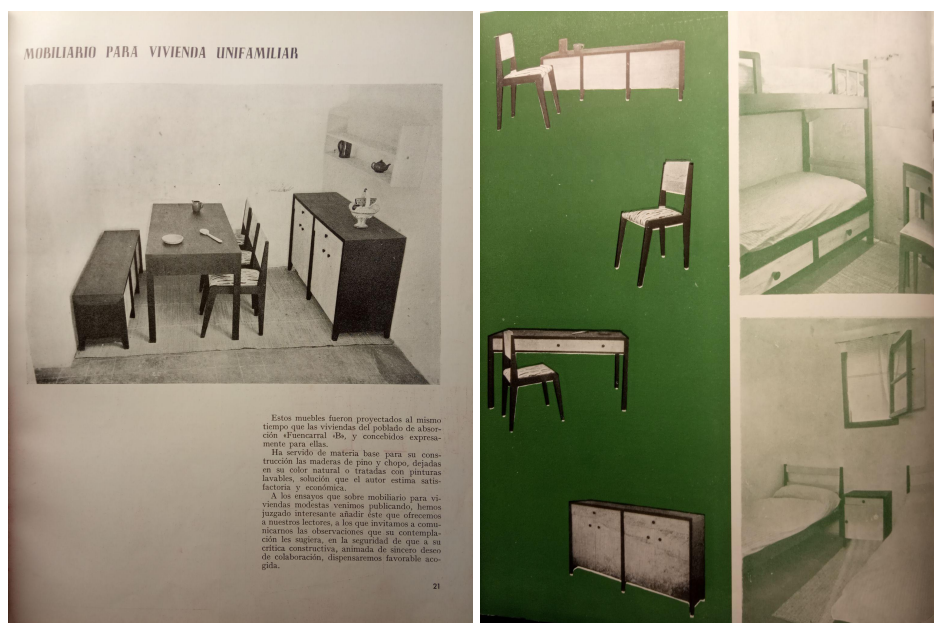 MOBILIARIO PARA VIVIENDA UNIFAMILIAR
Estos muebles fueron proyectados al mismo
tiempo que las viviendas del poblado de absor-
ción «Fuencarral «B», y concebidos expresa-
mente para ellas.
Ha servido de materia base para su cons-
trucción las maderas de pino y chopo, dejadas
en su color natural o tratadas con pinturas
lavables, solución que el autor estima satis-
factoria y económica.
A los ensayos que sobre mobiliario para vi-
viendas modestas venimos publicando, hemos
juzgado interesante añadir éste que ofrecemos
a nuestros lectores, a los que invitamos a comu-
nicarnos las observaciones que su contempla-
ción les sugiera, en la seguridad de que a su
crítica constructiva, animada de sincero deseo
de colaboración, dispensaremos favorable aco-
gida.
21